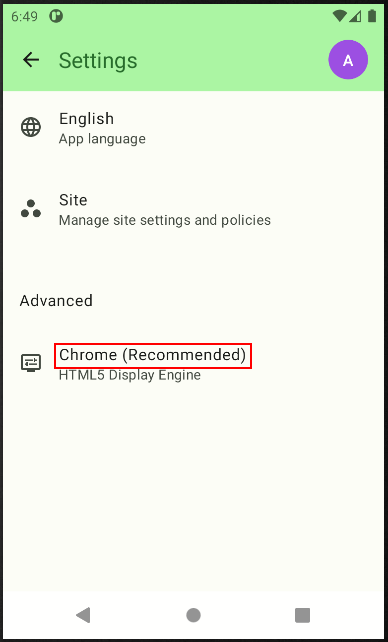 6:49
Settings
A
English
App language
Site
Manage site settings and policies
Advanced
Chrome (Recommended)
HTML5 Display Engine